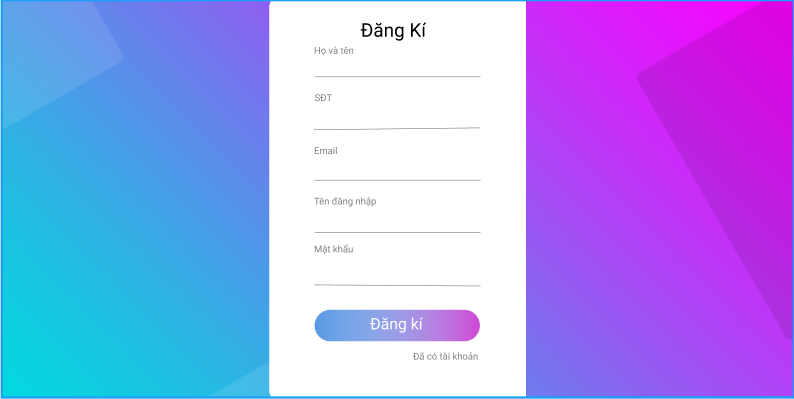 Đăng Kí
Họ và tên
SĐT
Email
Tên đăng nhập
Mật khẩu
Đăng kí
Đã có tài khoản